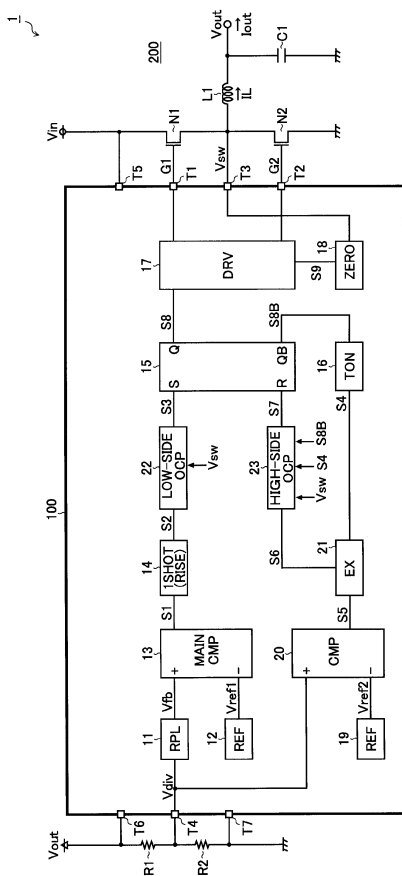 1
200
100
Vout
Iout
C1
L1
IL
Vin
N1
N2
Vsw
G1
G2
T5
T1
T3
T2
17
DRV
18
ZERO
S9
S8
S8B
15
S
Q
R
QB
16
TON
S3
S7
S4
22
LOW-SIDE
OCP
Vsw
23
HIGH-SIDE
OCP
Vsw
S4
S8B
S2
S6
14
1SHOT
(RISE)
21
EX
S1
S5
13
MAIN
CMP
+
-
20
CMP
+
-
Vfb
Vref1
Vref2
11
RPL
12
REF
19
REF
Vdiv
T6
T4
T7
Vout
R1
R2